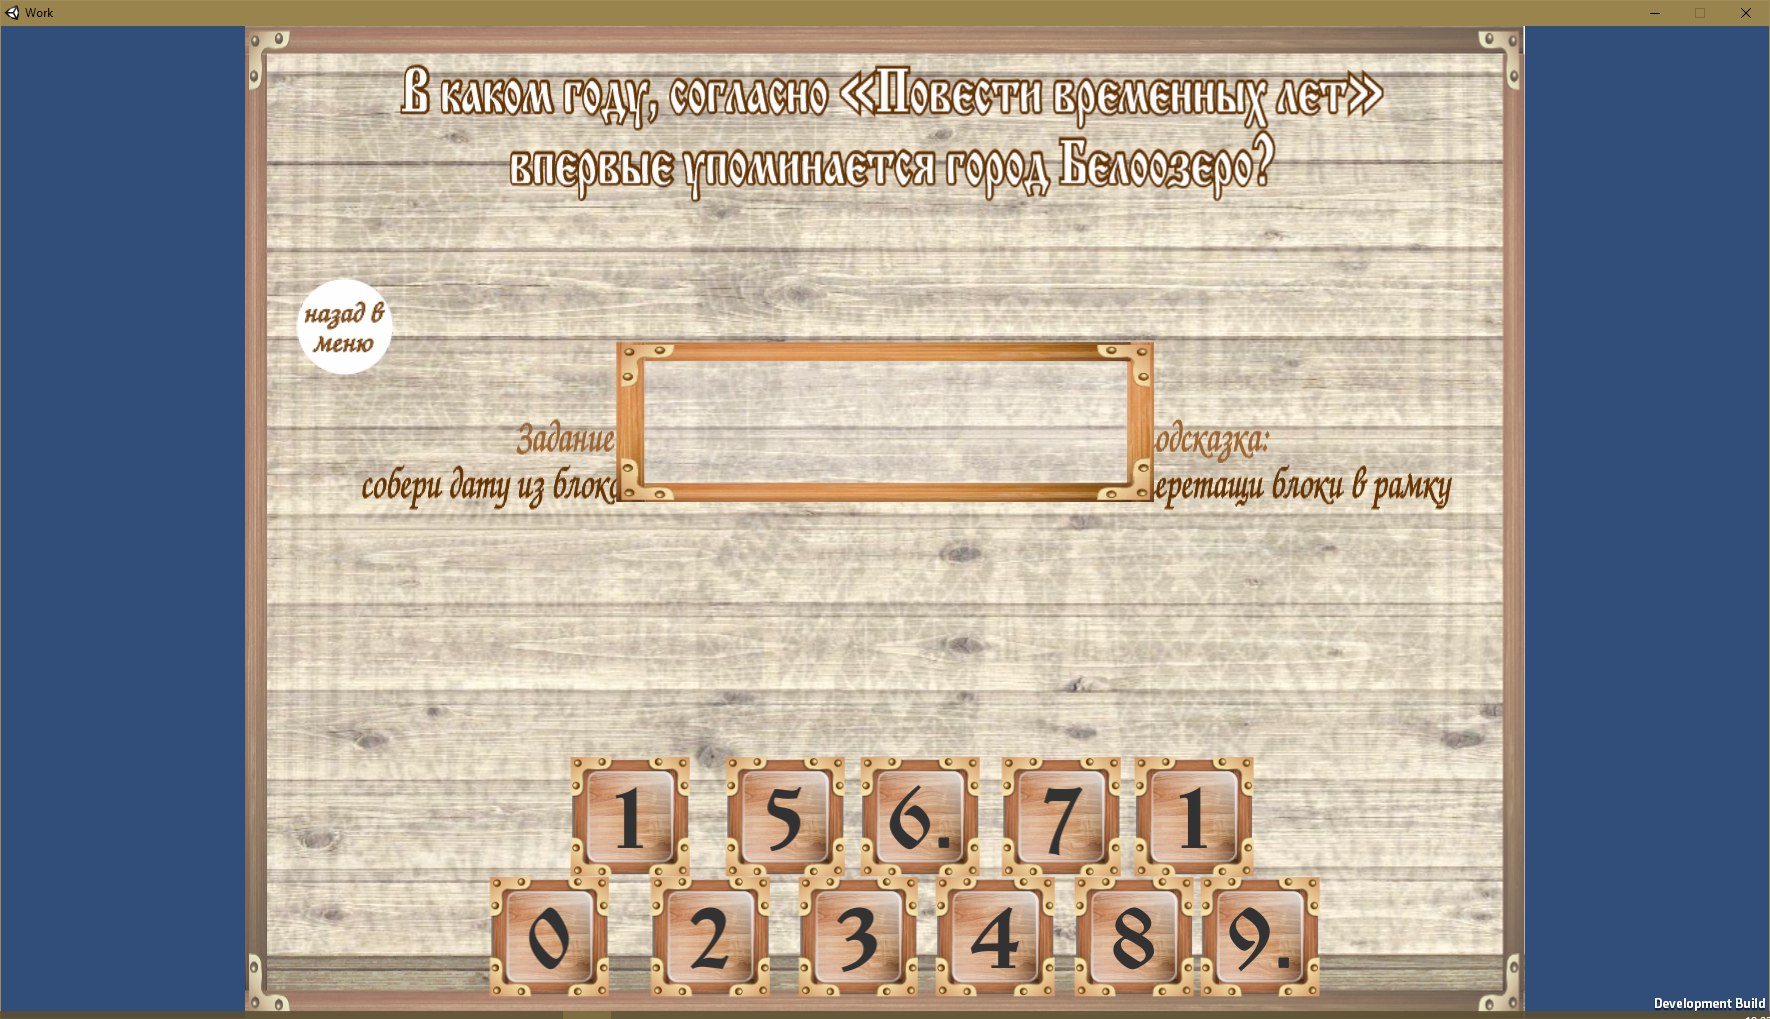 Work
В каком году, согласно «Повести временных лет»
впервые упоминается город Белоозеро?
назад в
меню
Задание
собери дату из блоко
одсказка:
еретащи блоки в рамку
1 5 6. 7 1
0 2 3 4 8 9.
Development Build